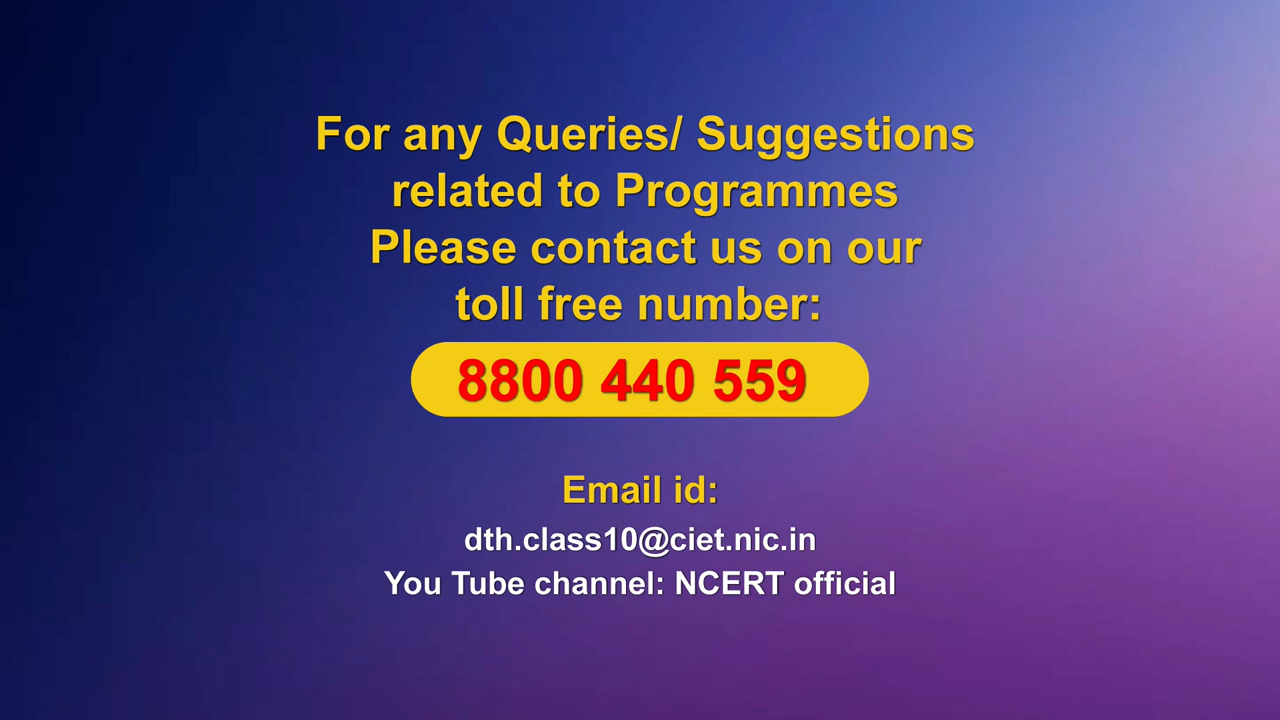 For any Queries/ Suggestions
related to Programmes
Please contact us on our
toll free number:
8800 440 559
Email id:
dth.class10@ciet.nic.in
You Tube channel: NCERT official